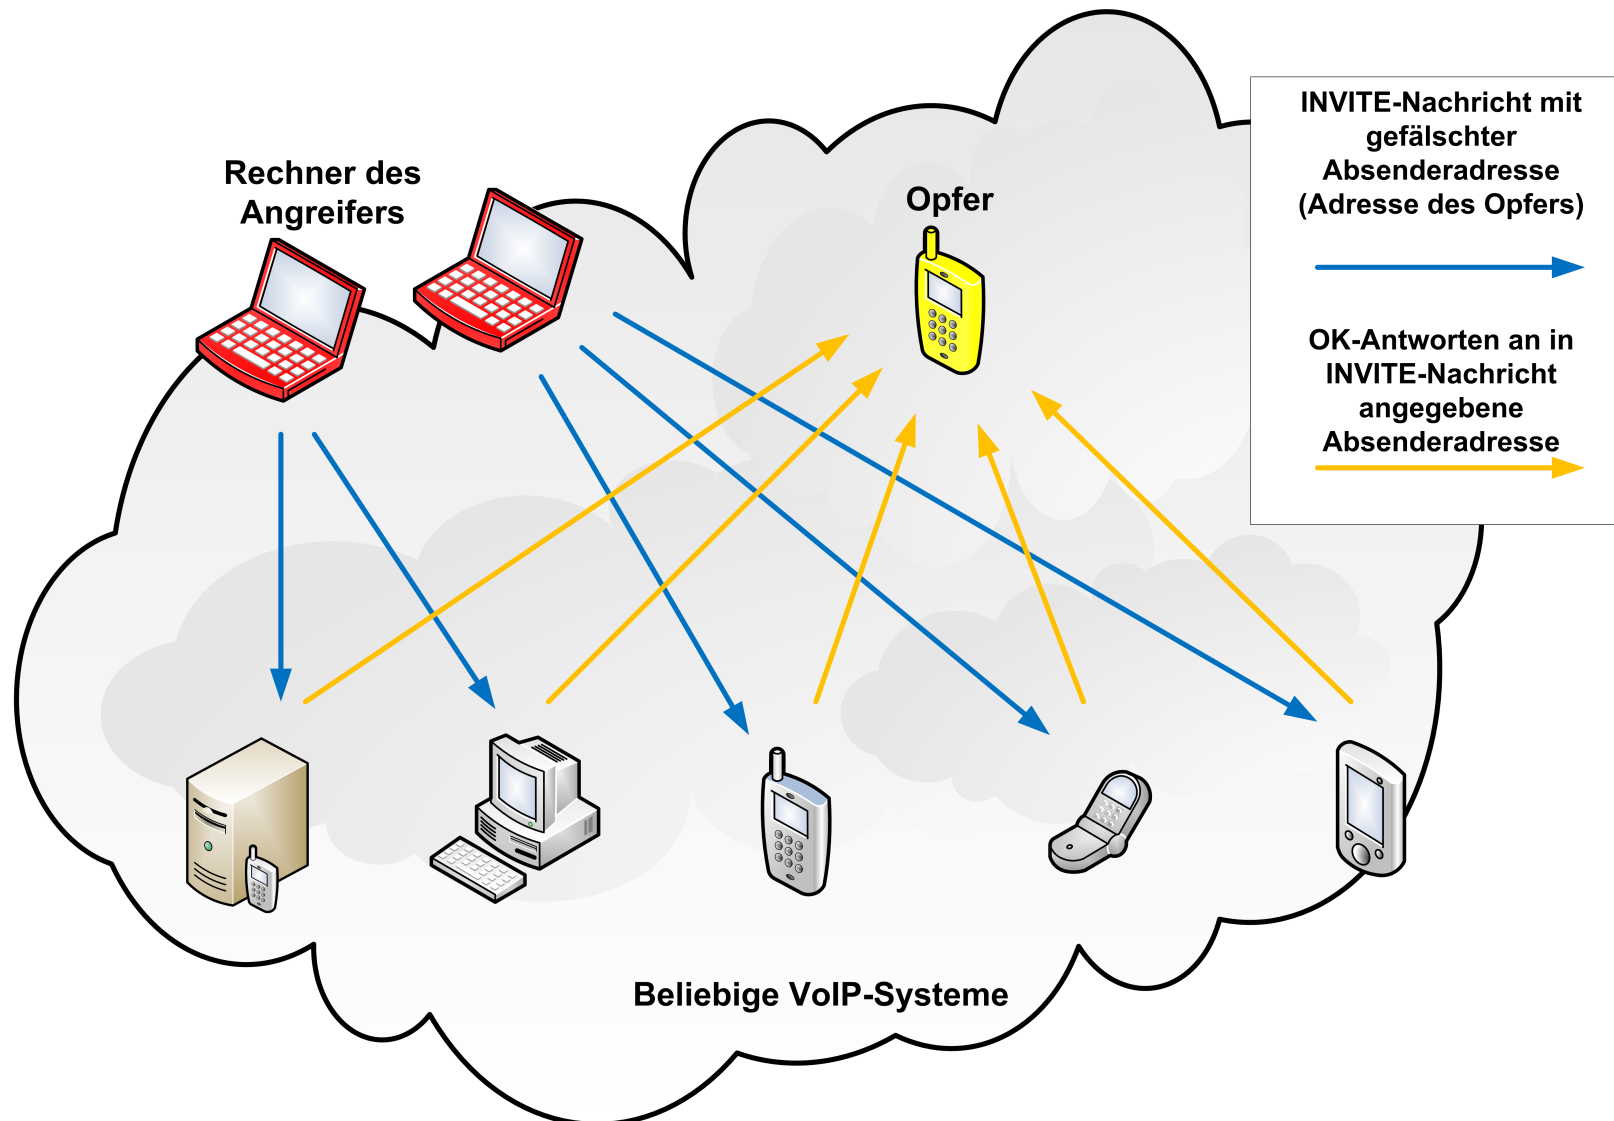 Rechner des
Angreifers
Opfer
INVITE-Nachricht mit
gefälschter
Absenderadresse
(Adresse des Opfers)
OK-Antworten an in
INVITE-Nachricht
angegebene
Absenderadresse
Beliebige VoIP-Systeme